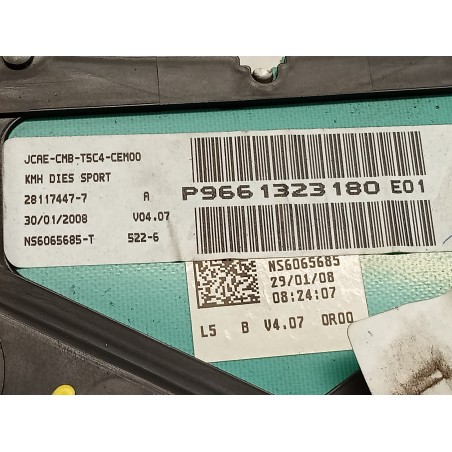 JCAE-CMB-T5C4-CEM00
KMH DIES SPORT
28117447-7 A
30/01/2008 V04.07
NS6065685-T 522-6
P9661323180 E01
NS6065685
29/01/08
08:24:07
L5 B V4.07 0R00